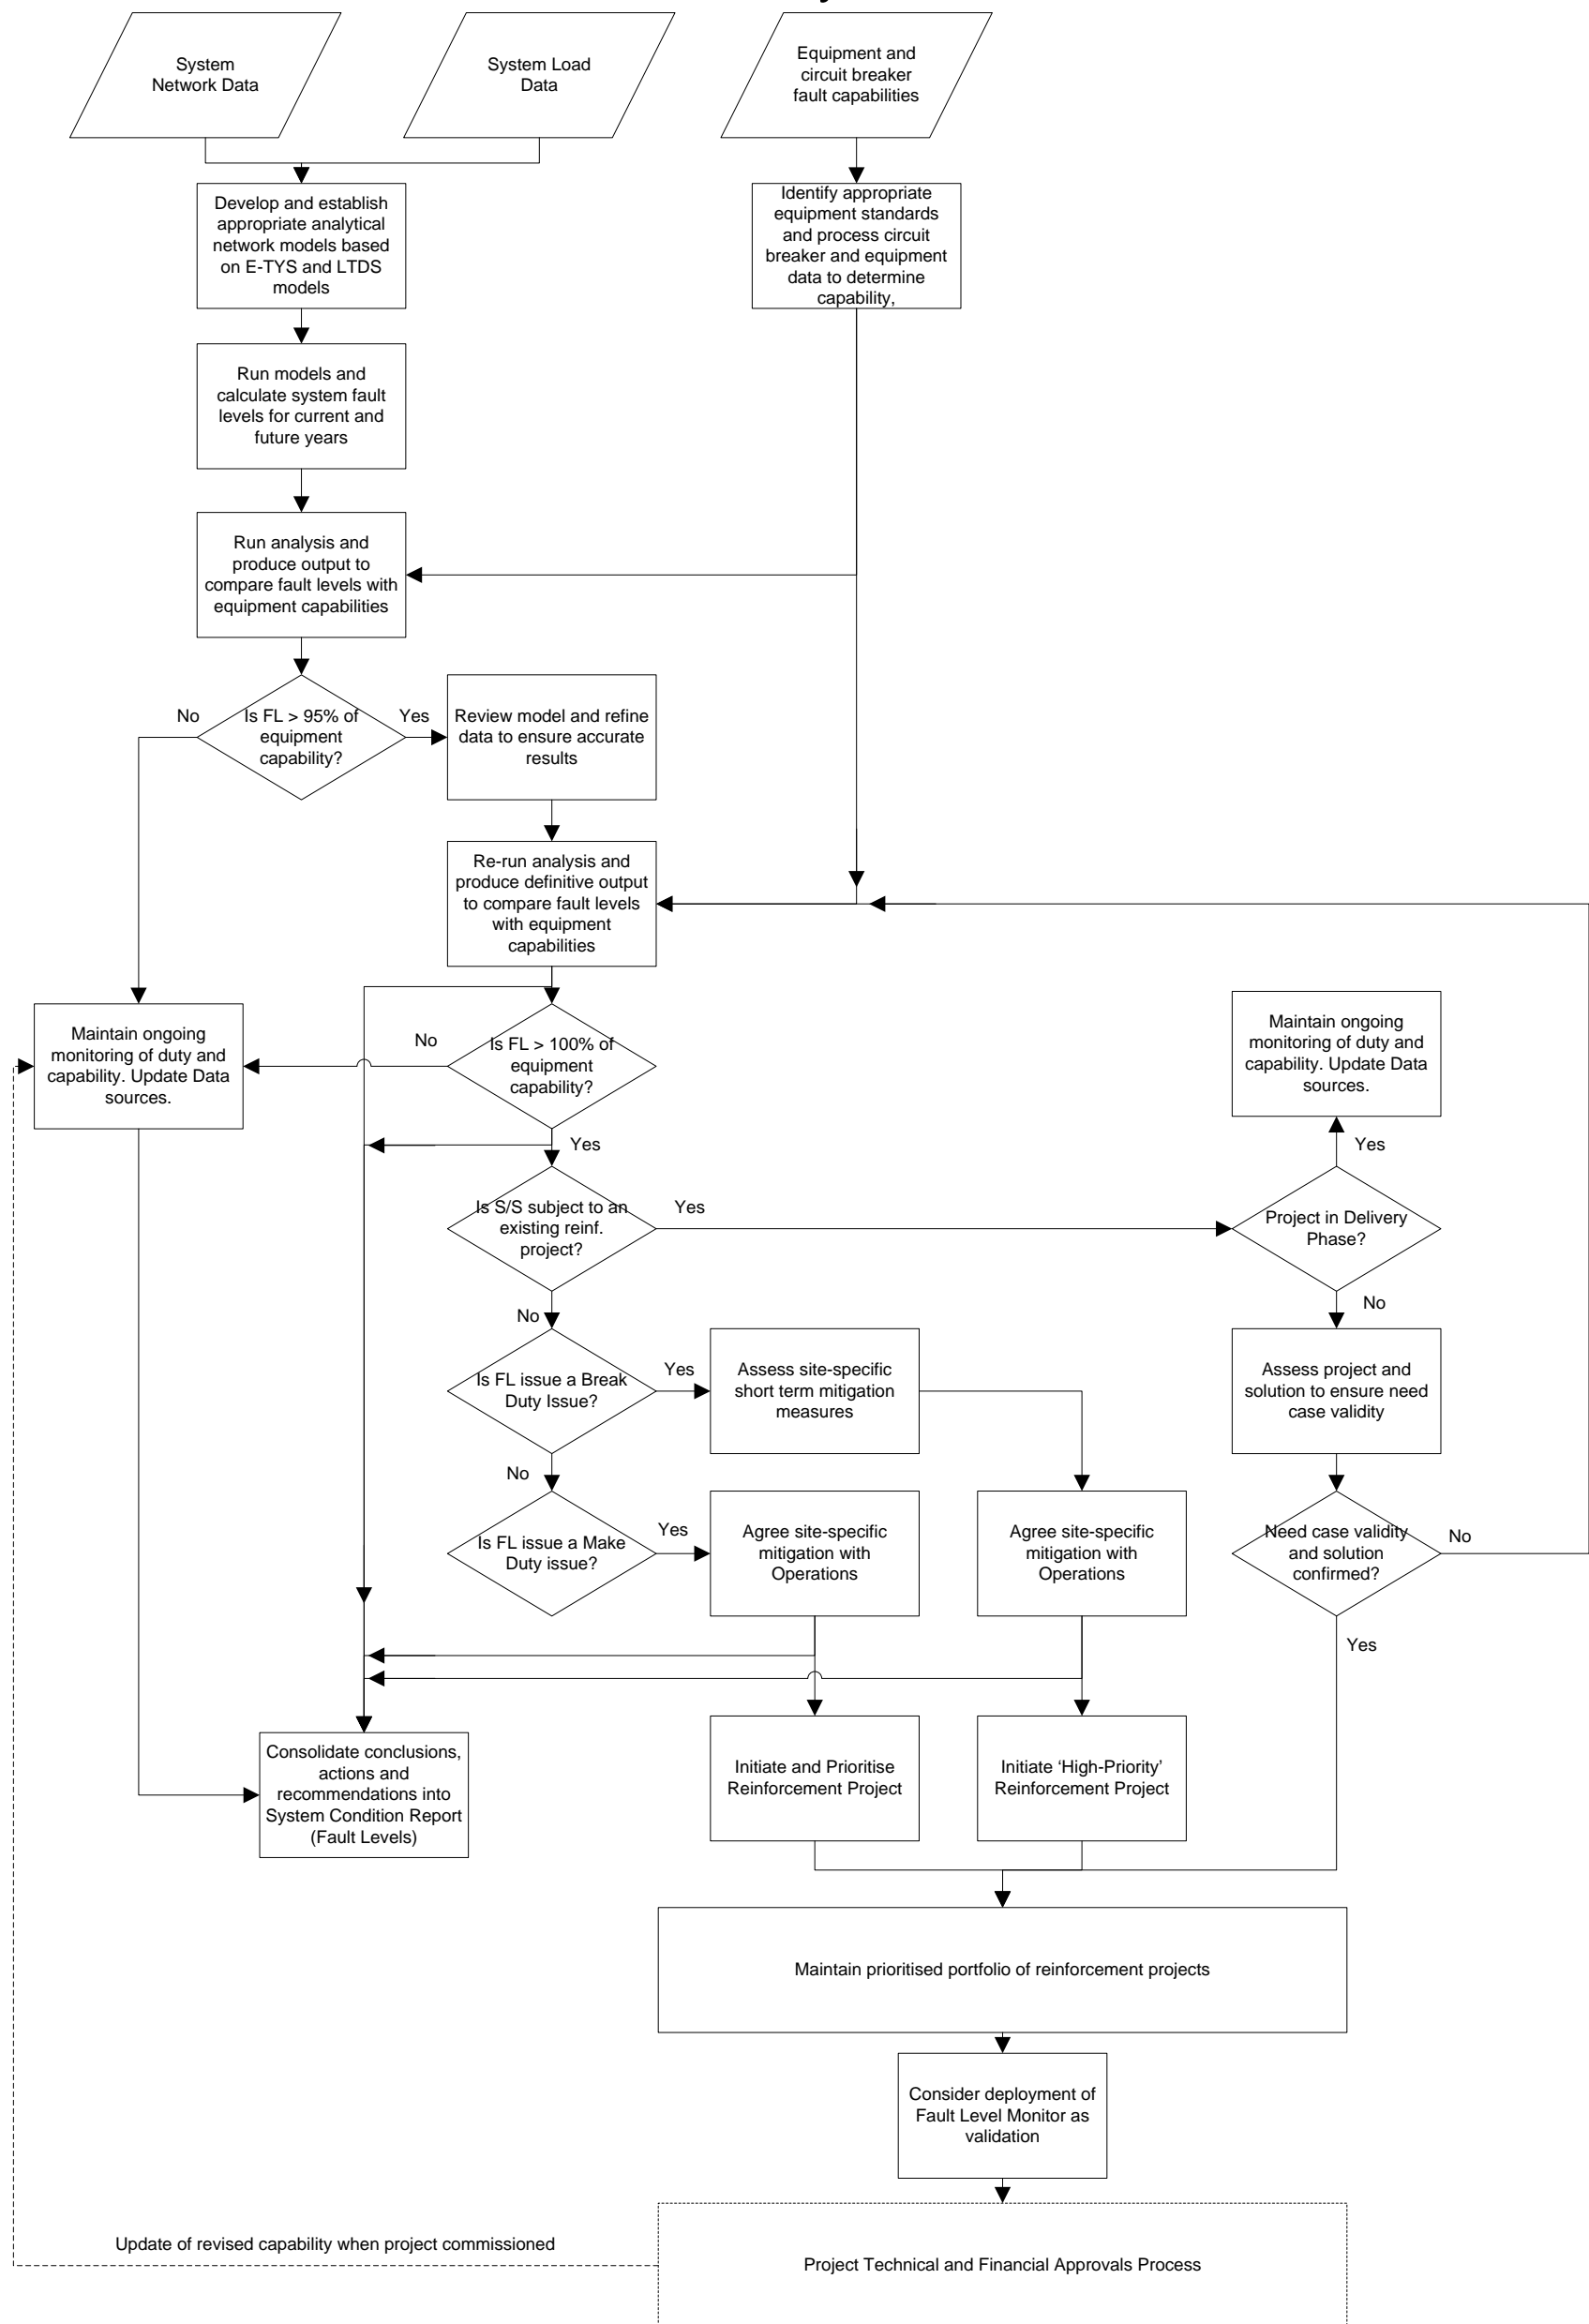 System
Network Data
System Load
Data
Equipment and
circuit breaker
fault capabilities
Develop and establish
appropriate analytical
network models based
on E-TYS and LTDS
models
Identify appropriate
equipment standards
and process circuit
breaker and equipment
data to determine
capability,
Run models and
calculate system fault
levels for current and
future years
Run analysis and
produce output to
compare fault levels with
equipment capabilities
No
Is FL > 95% of
equipment
capability?
Yes
Review model and refine
data to ensure accurate
results
Re-run analysis and
produce definitive output
to compare fault levels
with equipment
capabilities
Maintain ongoing
monitoring of duty and
capability. Update Data
sources.
No
Is FL > 100% of
equipment
capability?
Maintain ongoing
monitoring of duty and
capability. Update Data
sources.
Yes
Yes
Is S/S subject to an
existing reinf.
project?
Yes
Project in Delivery
Phase?
No
No
Is FL issue a Break
Duty Issue?
Yes
Assess site-specific
short term mitigation
measures
Assess project and
solution to ensure need
case validity
No
Is FL issue a Make
Duty issue?
Yes
Agree site-specific
mitigation with
Operations
Agree site-specific
mitigation with
Operations
Need case validity
and solution
confirmed?
No
Yes
Consolidate conclusions,
actions and
recommendations into
System Condition Report
(Fault Levels)
Initiate and Prioritise
Reinforcement Project
Initiate ‘High-Priority’
Reinforcement Project
Maintain prioritised portfolio of reinforcement projects
Consider deployment of
Fault Level Monitor as
validation
Update of revised capability when project commissioned
Project Technical and Financial Approvals Process